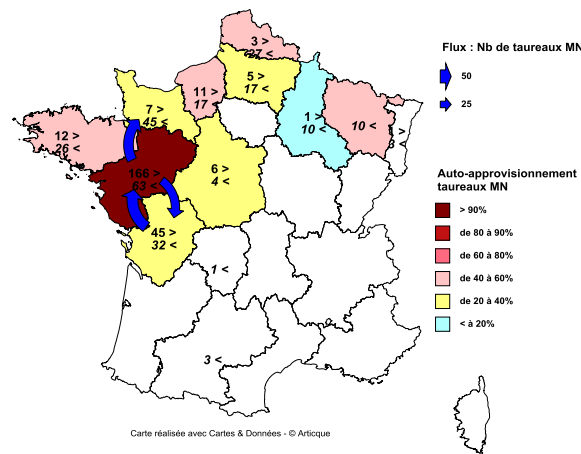 3 >
27 <
Flux : Nb de taureaux MN
50
25
5 >
17 <
11 >
17 <
7 >
45 <
1 >
10 <
10 <
>
<
12 >
26 <
166 >
63 <
6 >
4 <
45 >
32 <
1 <
3 <
Auto-approvisionnement
taureaux MN
> 90%
de 80 à 90%
de 60 à 80%
de 40 à 60%
de 20 à 40%
< à 20%
Carte réalisée avec Cartes & Données - © Articque